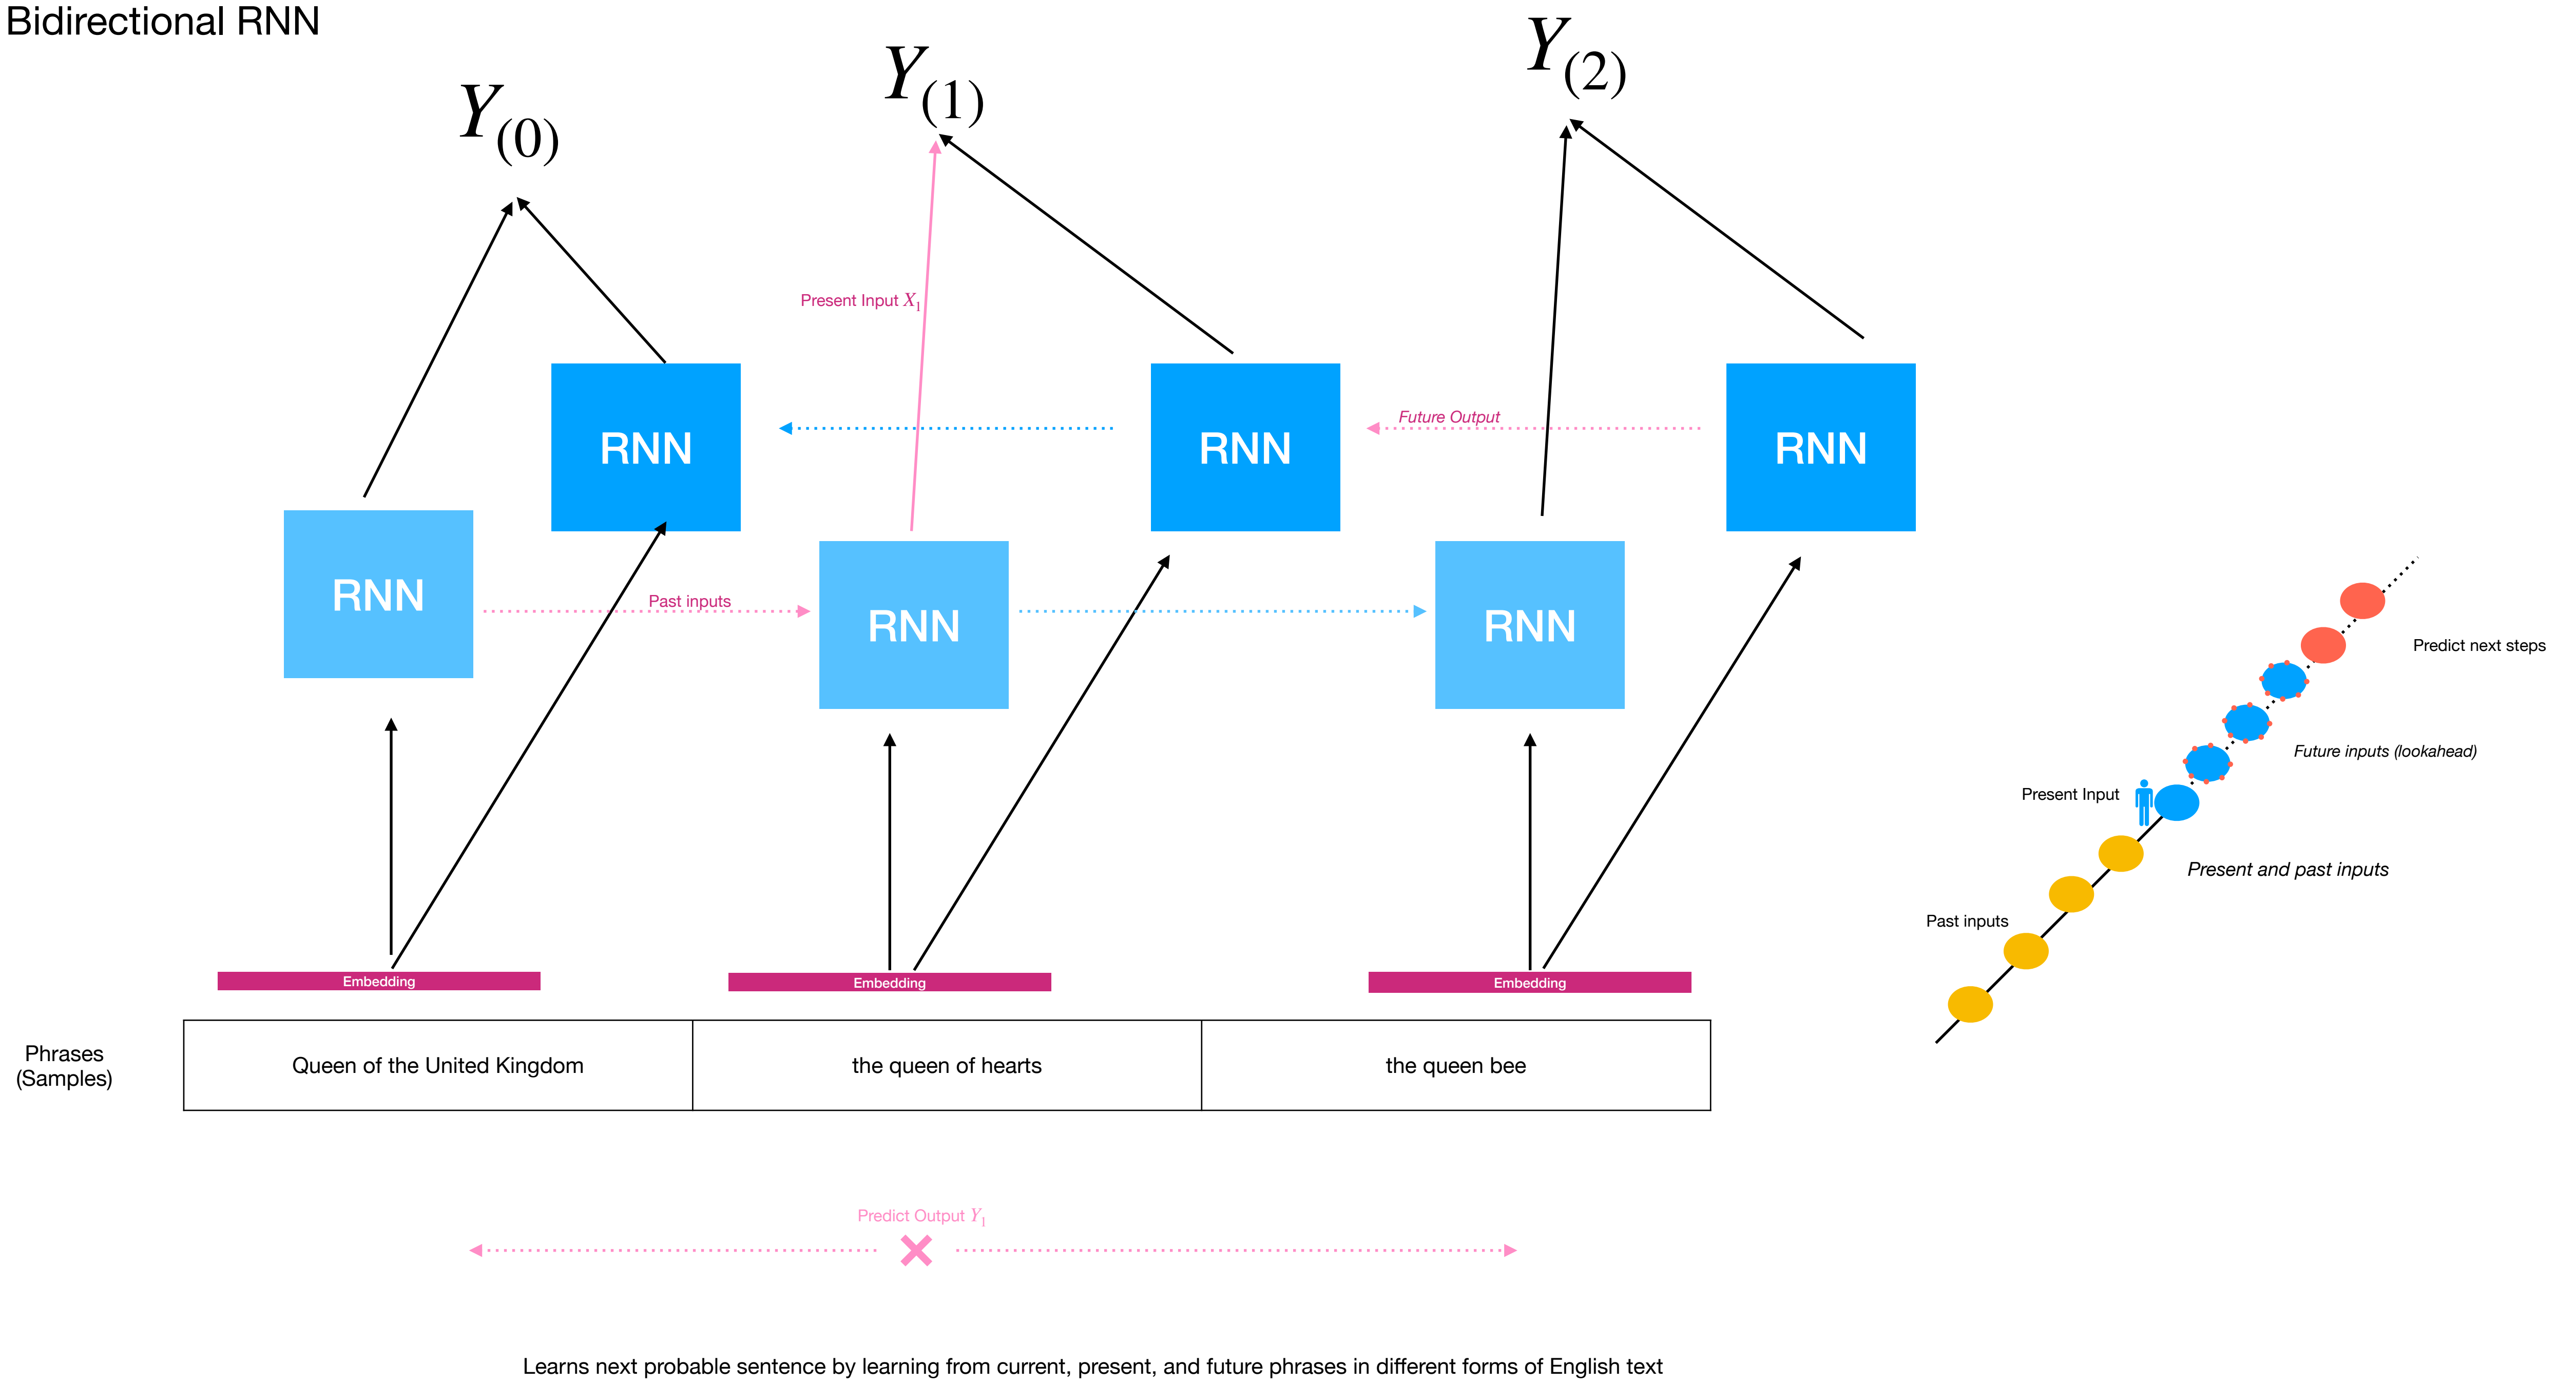 Bidirectional RNN
Y(0)
Y(1)
Y(2)
Present Input X1
RNN
RNN
Future Output
RNN
RNN
Past inputs
RNN
RNN
Embedding
Embedding
Embedding
Phrases
(Samples)
Queen of the United Kingdom
the queen of hearts
the queen bee
Predict Output Y1
Learns next probable sentence by learning from current, present, and future phrases in different forms of English text
Predict next steps
Future inputs (lookahead)
Present Input
Present and past inputs
Past inputs